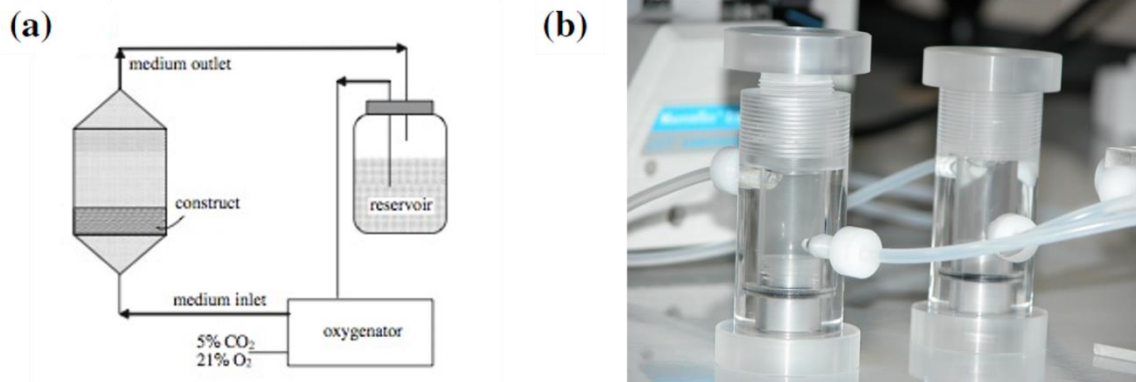 (a)
medium outlet
construct
reservoir
medium inlet
oxygenator
5% CO₂
21% O₂
(b)